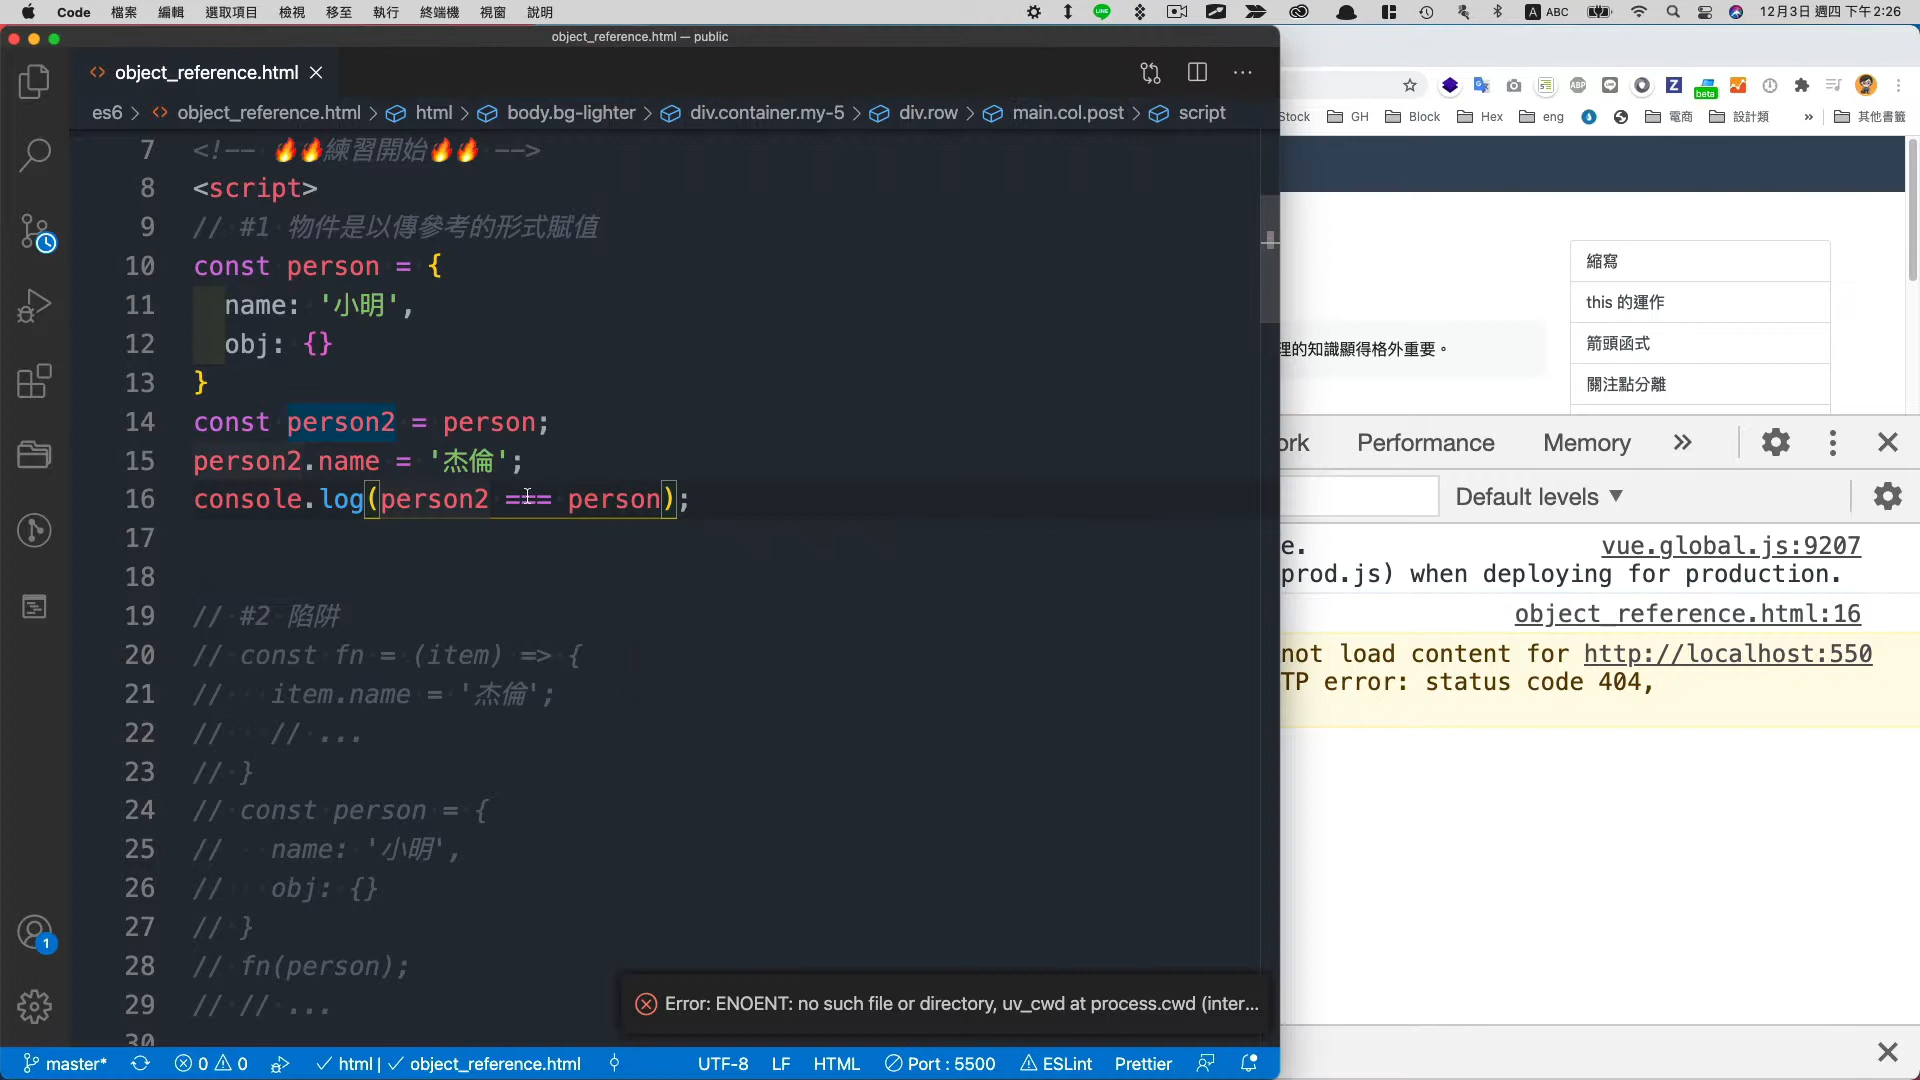 Code 檔案 編輯 選取項目 檢視 移至 執行 終端機 視窗 說明
ABC 12月3日 週四 下午 2:26
object_reference.html — public
object_reference.html
es6 > object_reference.html > html > body.bg-lighter > div.container.my-5 > div.row > main.col.post > script
7 <!-- 🔥🔥練習開始🔥🔥 -->
8 <script>
9 // #1 物件是以傳參考的形式賦值
10 const person = {
11 name: '小明',
12 obj: {}
13 }
14 const person2 = person;
15 person2.name = '杰倫';
16 console.log(person2 === person);
17
18
19 // #2 陷阱
20 // const fn = (item) => {
21 // item.name = '杰倫';
22 // // ...
23 // }
24 // const person = {
25 // name: '小明',
26 // obj: {}
27 // }
28 // fn(person);
29 // // ...
30
Error: ENOENT: no such file or directory, uv_cwd at process.cwd (inter...
1
master* 0 0 html | object_reference.html UTF-8 LF HTML Port : 5500 ESLint Prettier
beta
Stock GH Block Hex eng 電商 設計類 » 其他書籤
縮寫
this 的運作
理的知識顯得格外重要。
箭頭函式
關注點分離
ork Performance Memory
Default levels ▼
e. vue.global.js:9207
prod.js) when deploying for production.
object_reference.html:16
not load content for http://localhost:550
TP error: status code 404,